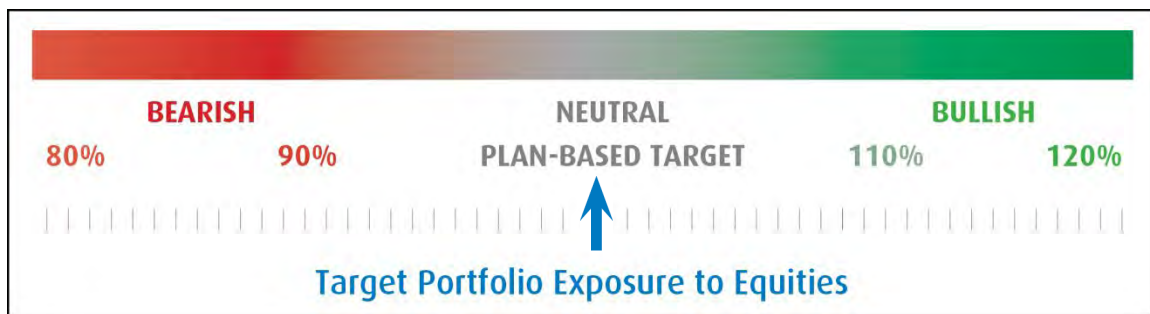 BEARISH NEUTRAL BULLISH
80% 90% PLAN-BASED TARGET 110% 120%
Target Portfolio Exposure to Equities